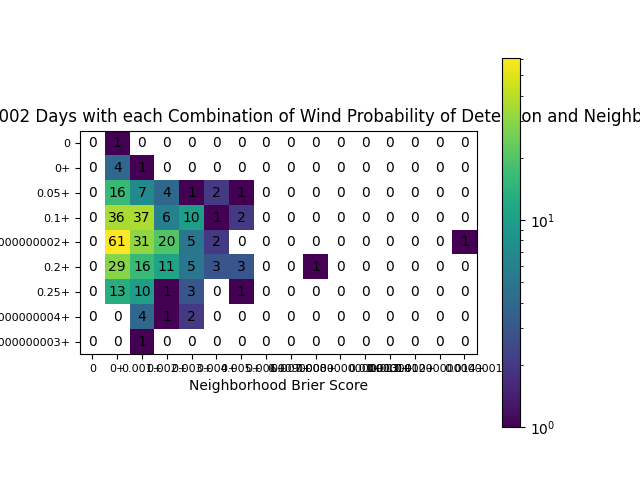 002 Days with each Combination of Wind Probability of Detection and Neighb
0 0 1 0 0 0 0 0 0 0 0 0 0 0 0 0 0
0+ 0 4 1 0 0 0 0 0 0 0 0 0 0 0 0 0
0.05+ 0 16 7 4 1 2 1 0 0 0 0 0 0 0 0 0
0.1+ 0 36 37 6 10 1 2 0 0 0 0 0 0 0 0 0
000000002+ 0 61 31 20 5 2 0 0 0 0 0 0 0 0 0 1
0.2+ 0 29 16 11 5 3 3 0 0 1 0 0 0 0 0 0
0.25+ 0 13 10 1 3 0 1 0 0 0 0 0 0 0 0 0
000000004+ 0 0 4 1 2 0 0 0 0 0 0 0 0 0 0 0
000000003+ 0 0 1 0 0 0 0 0 0 0 0 0 0 0 0 0
0 0+ 0.001+ 0.002+ 0.003+ 0.004+
Neighborhood Brier Score
10^1
10^0